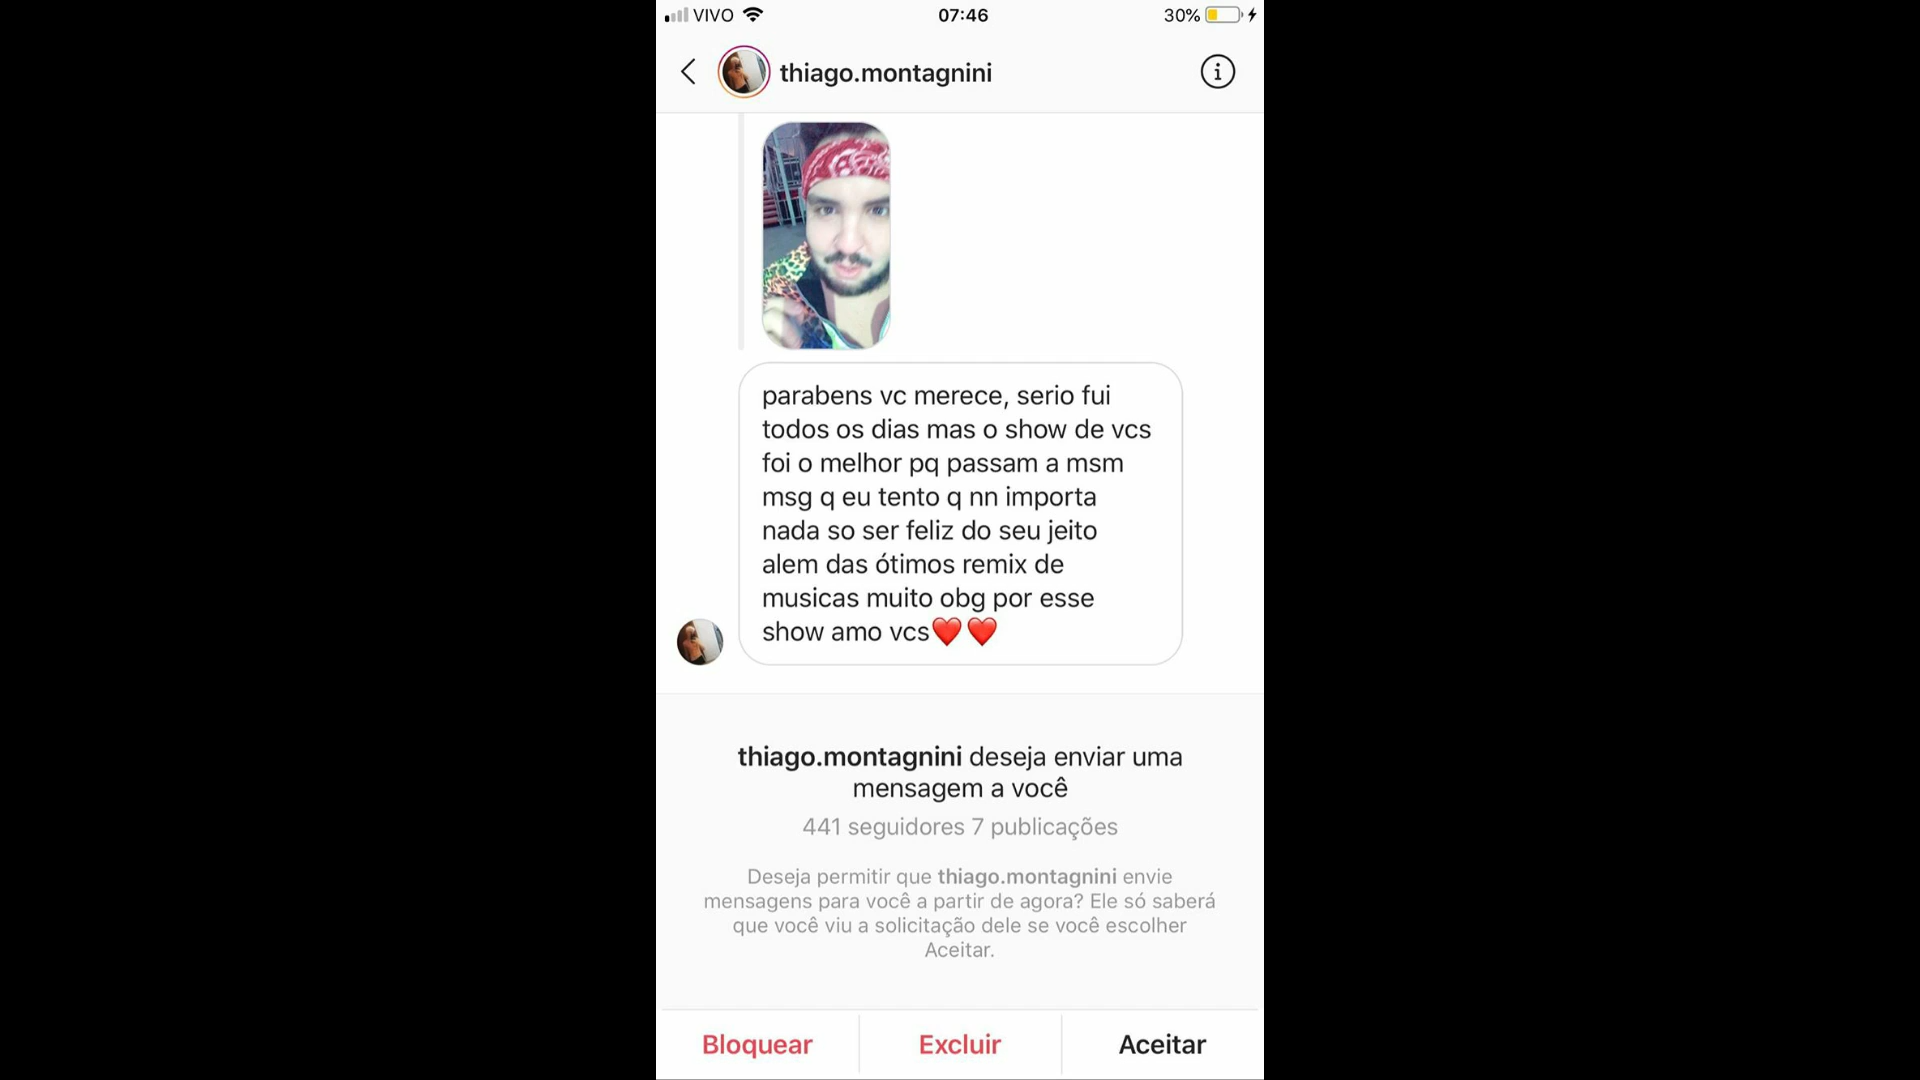 VIVO 07:46 30%
thiago.montagnini
parabens vc merece, serio fui
todos os dias mas o show de vcs
foi o melhor pq passam a msm
msg q eu tento q nn importa
nada so ser feliz do seu jeito
alem das ótimos remix de
musicas muito obg por esse
show amo vcs❤️❤️
thiago.montagnini deseja enviar uma
mensagem a você
441 seguidores 7 publicações
Deseja permitir que thiago.montagnini envie
mensagens para você a partir de agora? Ele só saberá
que você viu a solicitação dele se você escolher
Aceitar.
Bloquear Excluir Aceitar